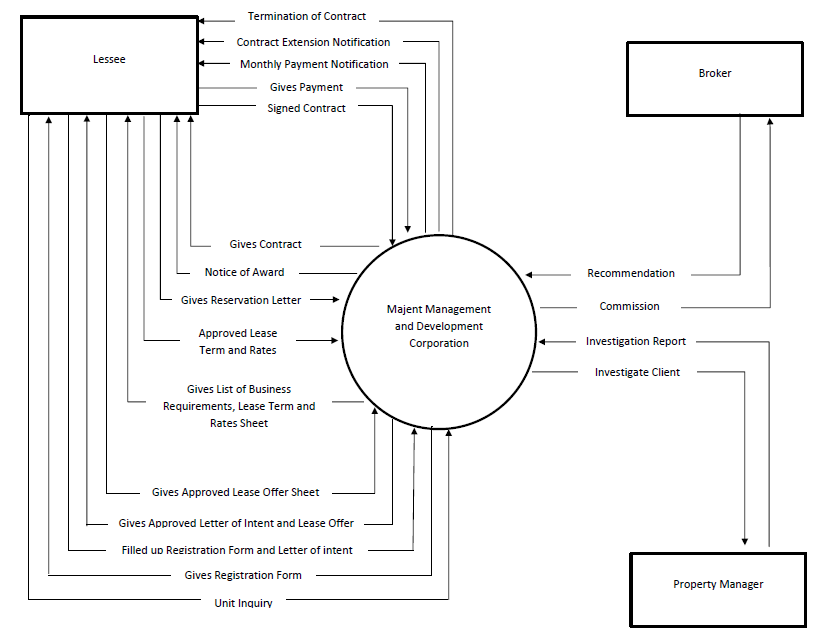 Termination of Contract
Contract Extension Notification
Lessee
Monthly Payment Notification
Broker
Gives Payment
Signed Contract
Gives Contract
Notice of Award
Recommendation
Gives Reservation Letter
Commission
Majent Management
and Development
Corporation
Approved Lease
Term and Rates
Investigation Report
Investigate Client
Gives List of Business
Requirements, Lease Term and
Rates Sheet
Gives Approved Lease Offer Sheet
Gives Approved Letter of Intent and Lease Offer
Filled up Registration Form and Letter of intent
Gives Registration Form
Property Manager
Unit Inquiry